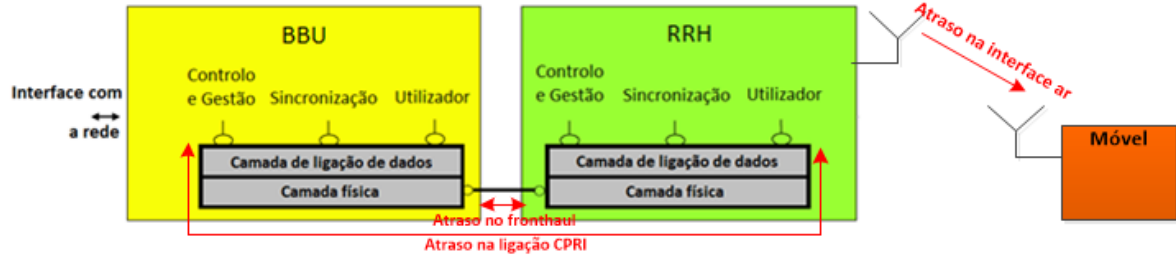 BBU
RRH
Controlo
e Gestão
Sincronização
Utilizador
Controlo
e Gestão
Sincronização
Utilizador
Interface com
a rede
Camada de ligação de dados
Camada física
Camada de ligação de dados
Camada física
Atraso na interface ar
Móvel
Atraso no fronthaul
Atraso na ligação CPRI